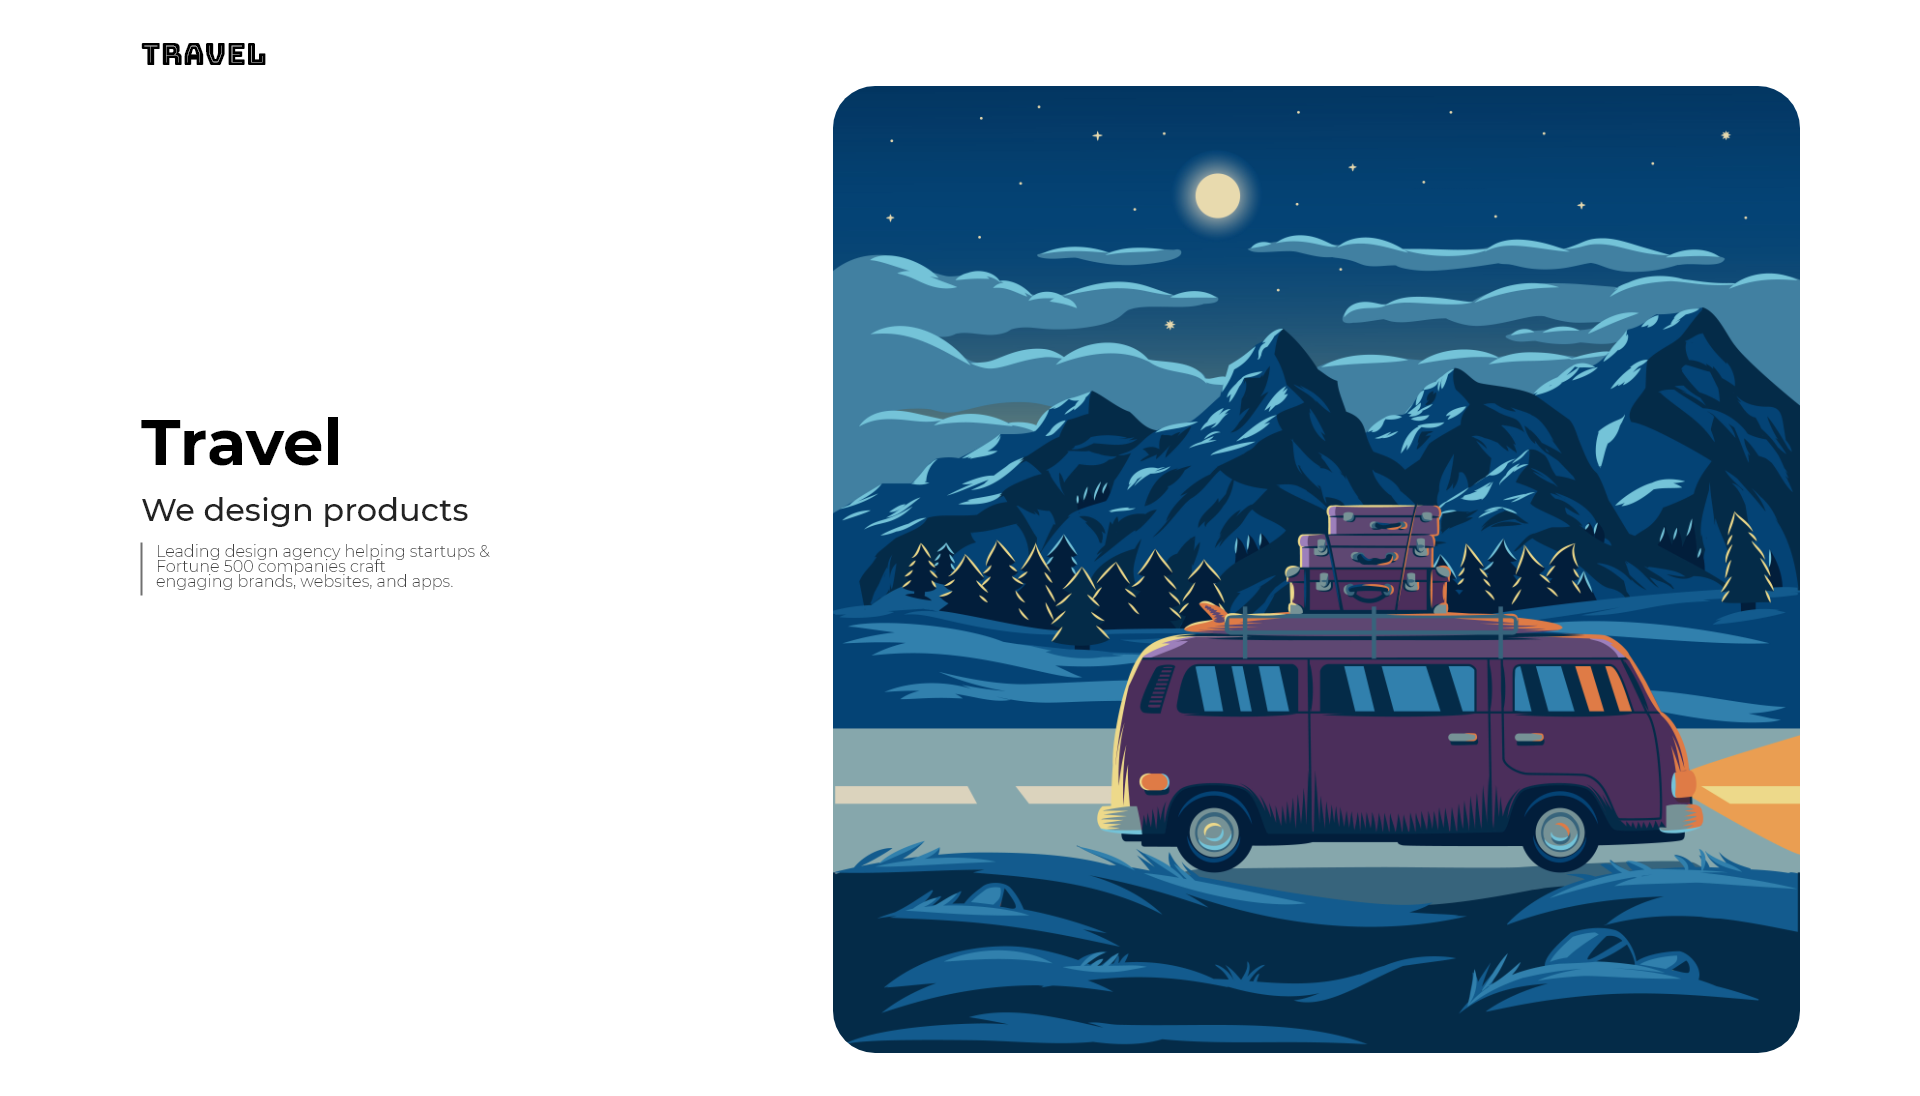 TRAVEL
Travel
We design products
Leading design agency helping startups &
Fortune 500 companies craft
engaging brands, websites, and apps.